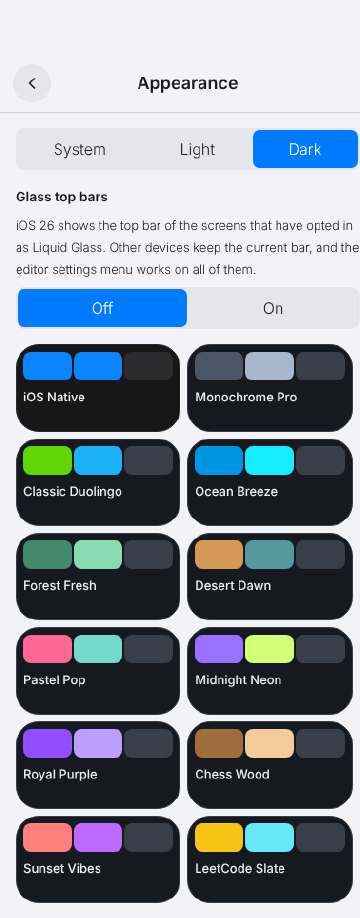 Appearance
System
Light
Dark
Glass top bars
iOS 26 shows the top bar of the screens that have opted in
as Liquid Glass. Other devices keep the current bar, and the
editor settings menu works on all of them.
Off
On
iOS Native
Monochrome Pro
Classic Duolingo
Ocean Breeze
Forest Fresh
Desert Dawn
Pastel Pop
Midnight Neon
Royal Purple
Chess Wood
Sunset Vibes
LeetCode Slate